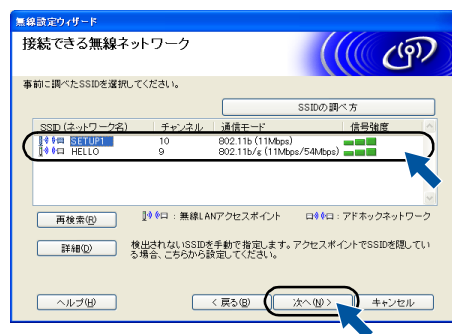 無線設定ウィザード
接続できる無線ネットワーク
事前に調べたSSIDを選択してください。
SSIDの調べ方
SSID(ネットワーク名) チャンネル 通信モード 信号強度
SETUP1 10 802.11b (11Mbps)
HELLO 9 802.11b/g (11Mbps/54Mbps)
再検索(R) :無線LANアクセスポイント :アドホックネットワーク
詳細(D) 検出されないSSIDを手動で指定します。アクセスポイントでSSIDを隠してい
る場合、こちらから設定してください。
ヘルプ(H) < 戻る(B) 次へ(N) > キャンセル